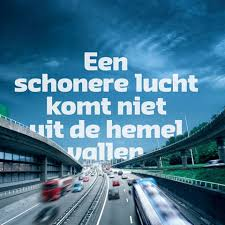 Een
schonere lucht
komt niet
uit de hemel
vallen